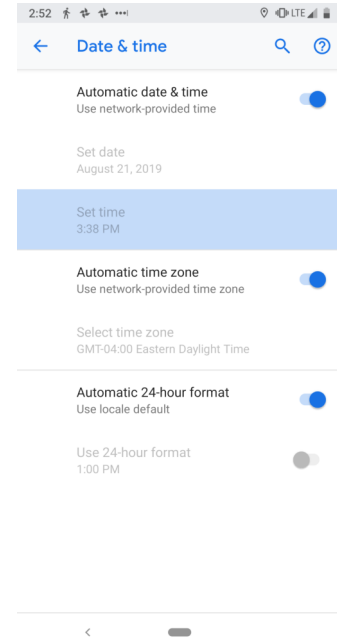 2:52 LTE
Date & time
Automatic date & time
Use network-provided time
Set date
August 21, 2019
Set time
3:38 PM
Automatic time zone
Use network-provided time zone
Select time zone
GMT-04:00 Eastern Daylight Time
Automatic 24-hour format
Use locale default
Use 24-hour format
1:00 PM